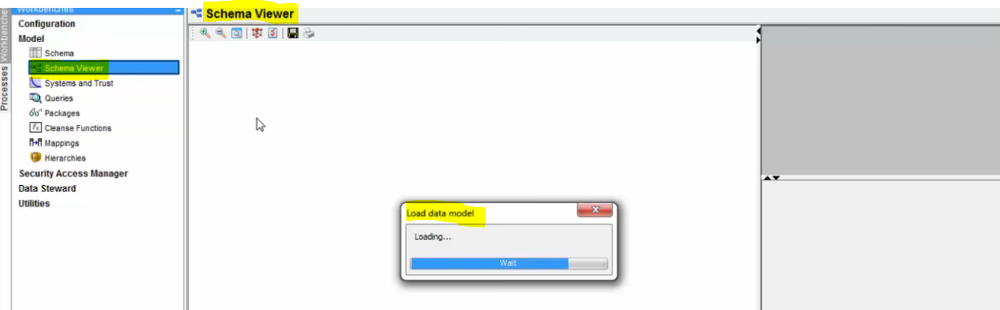 Workbenches
Processes Workbenches
Configuration
Model
Schema
Schema Viewer
Systems and Trust
Queries
Packages
Cleanse Functions
Mappings
Hierarchies
Security Access Manager
Data Steward
Utilities
Schema Viewer
Load data model
Loading...
Wait